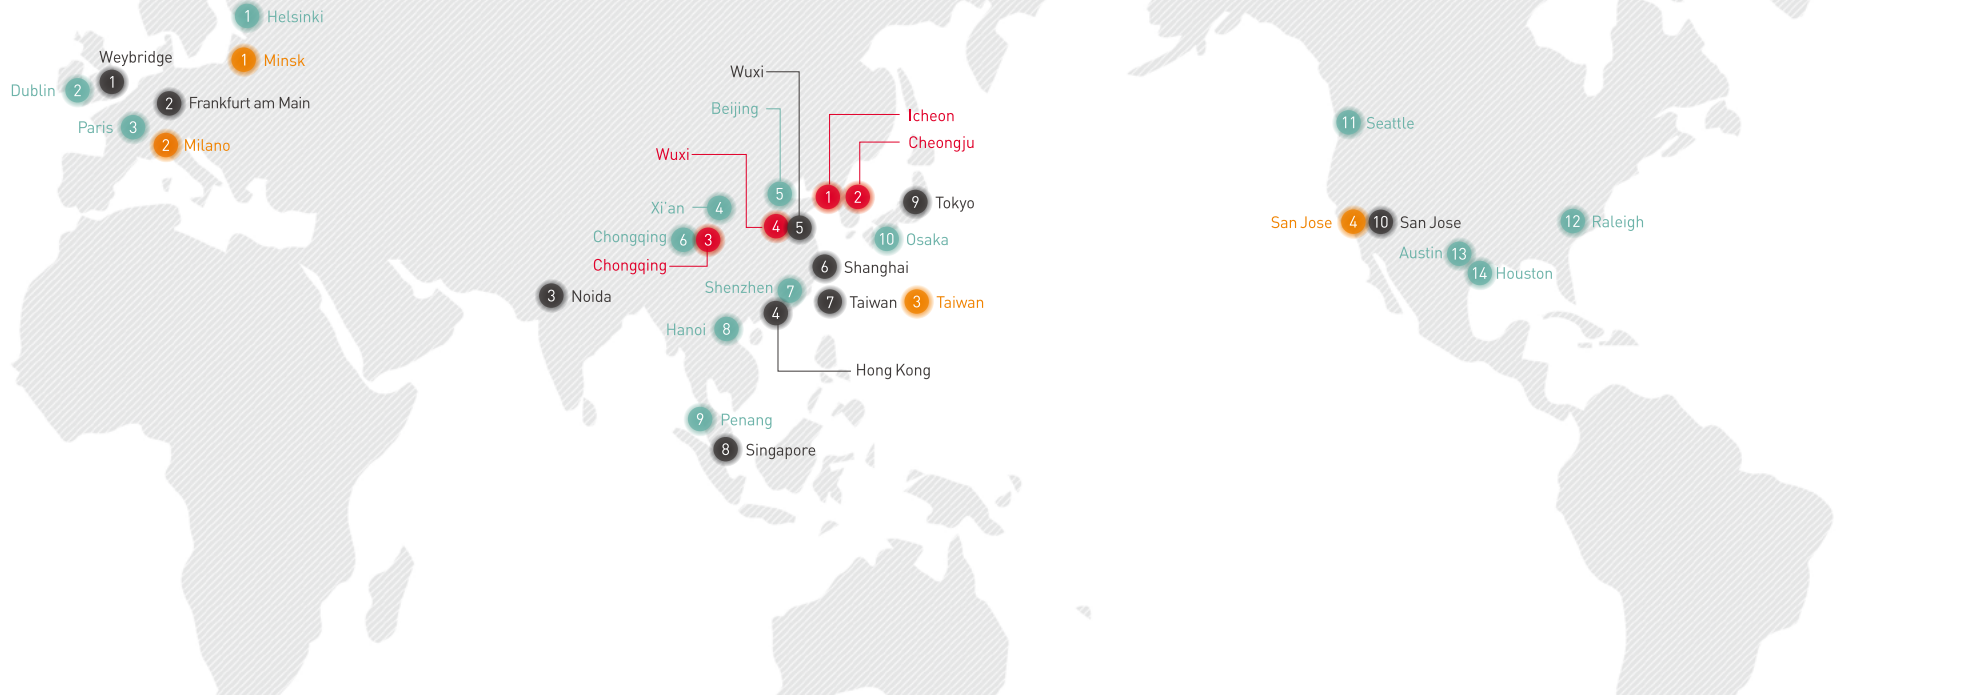 1 Helsinki
Weybridge
1
1 Minsk
Dublin 2
2 Frankfurt am Main
Paris 3
2 Milano
Wuxi
Beijing
Icheon
Cheongju
Wuxi
5
1
2
Xi'an 4
9 Tokyo
4
5
Chongqing 6
3
10 Osaka
Chongqing
6 Shanghai
Shenzhen 7
3 Noida
7 Taiwan
3 Taiwan
4
Hanoi 8
Hong Kong
9 Penang
8 Singapore
11 Seattle
San Jose 4
10 San Jose
12 Raleigh
Austin 13
14 Houston